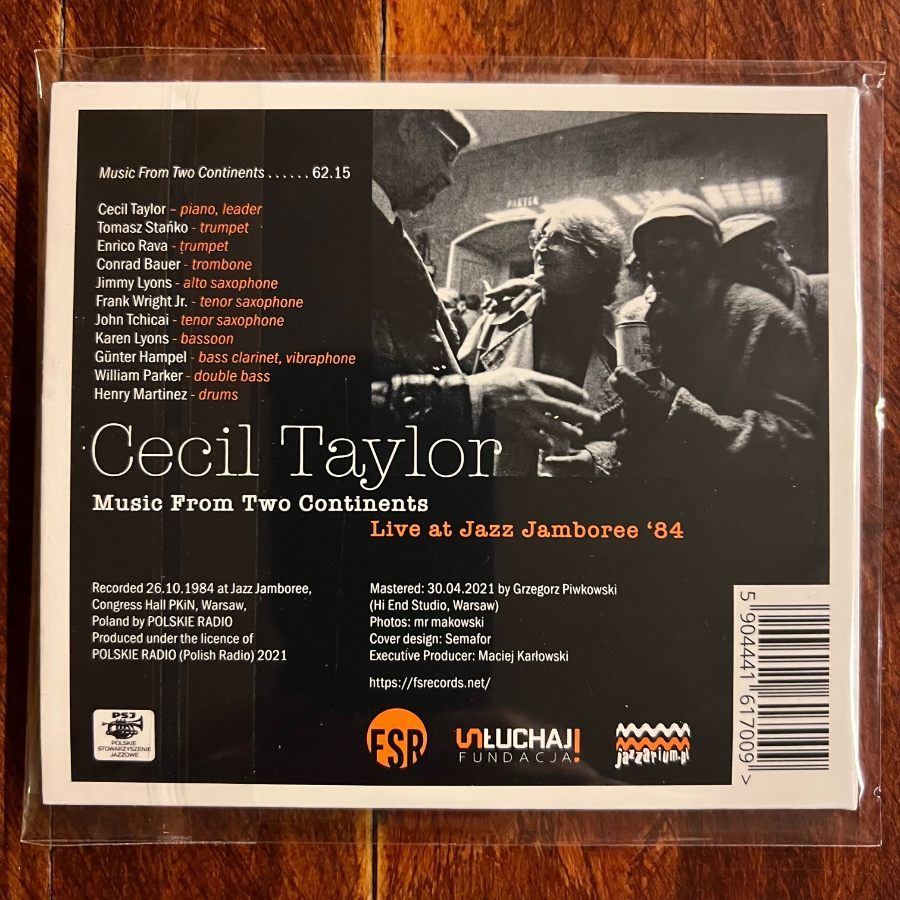 Music From Two Continents . . . . . . 62.15
Cecil Taylor – piano, leader
Tomasz Stańko - trumpet
Enrico Rava - trumpet
Conrad Bauer - trombone
Jimmy Lyons - alto saxophone
Frank Wright Jr. - tenor saxophone
John Tchicai - tenor saxophone
Karen Lyons - bassoon
Günter Hampel - bass clarinet, vibraphone
William Parker - double bass
Henry Martinez - drums
PARTER
Cecil Taylor
Music From Two Continents
Live at Jazz Jamboree ‘84
Recorded 26.10.1984 at Jazz Jamboree,
Congress Hall PKiN, Warsaw,
Poland by POLSKIE RADIO
Produced under the licence of
POLSKIE RADIO (Polish Radio) 2021
Mastered: 30.04.2021 by Grzegorz Piwkowski
(Hi End Studio, Warsaw)
Photos: mr makowski
Cover design: Semafor
Executive Producer: Maciej Karłowski
https://fsrecords.net/
PSJ
POLSKIE
STOWARZYSZENIE
JAZZOWE
FSR
SŁUCHAJ!
FUNDACJA
jazzarium.pl
5 904441 617009 >